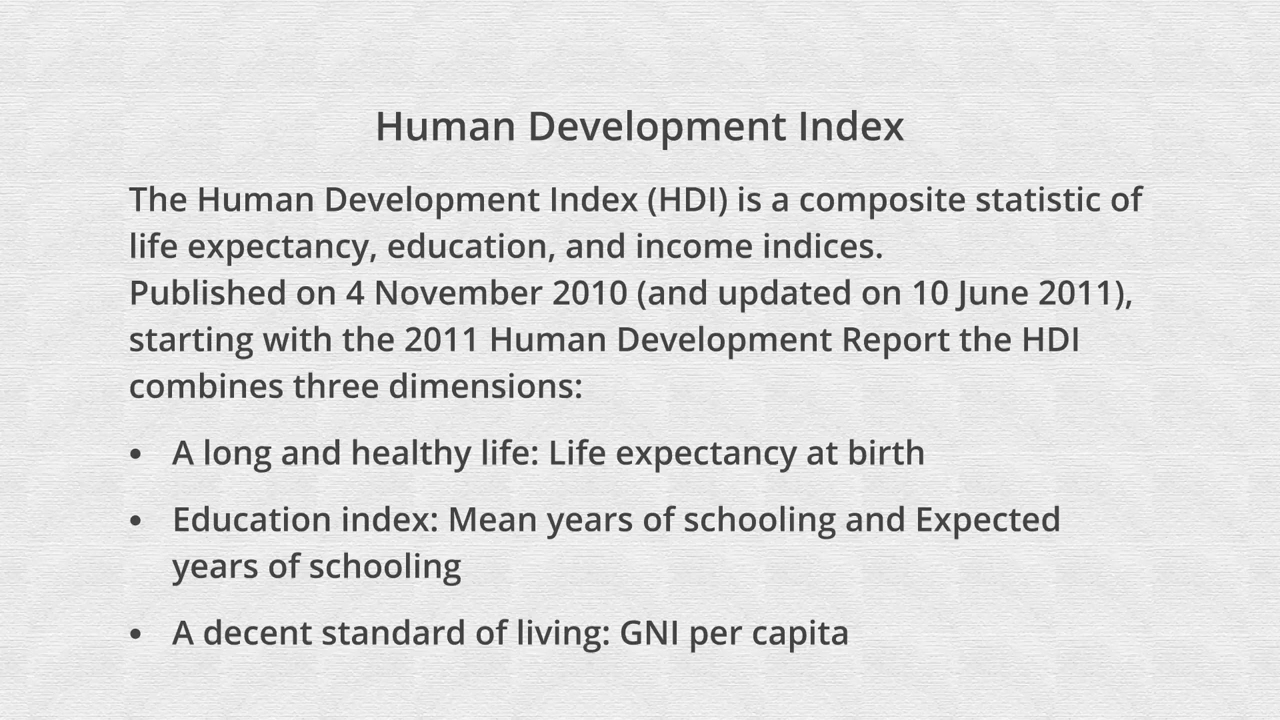 Human Development Index
The Human Development Index (HDI) is a composite statistic of
life expectancy, education, and income indices.
Published on 4 November 2010 (and updated on 10 June 2011),
starting with the 2011 Human Development Report the HDI
combines three dimensions:
• A long and healthy life: Life expectancy at birth
• Education index: Mean years of schooling and Expected
years of schooling
• A decent standard of living: GNI per capita